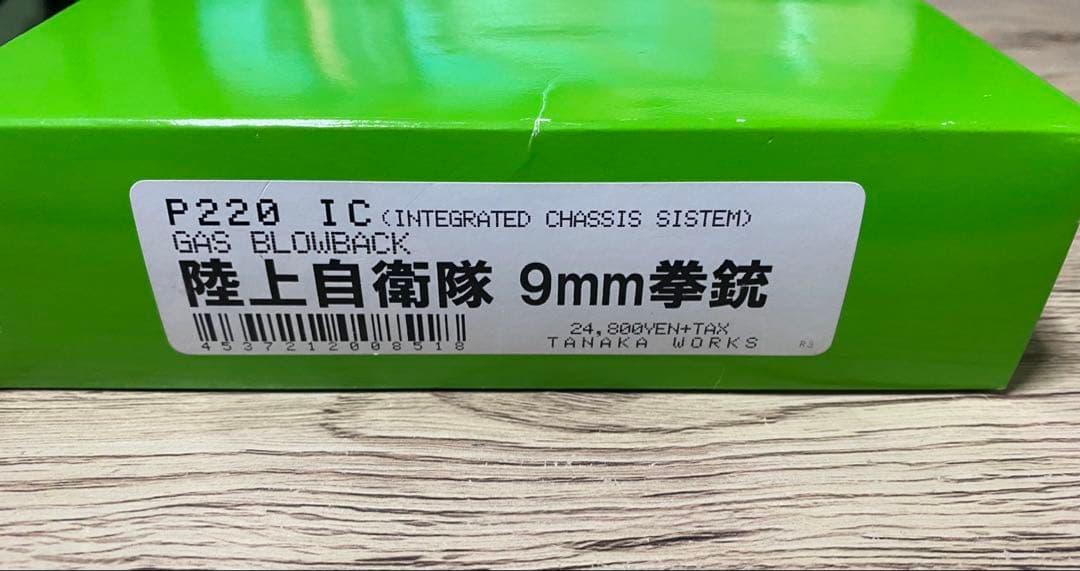 P220 IC(INTEGRATED CHASSIS SISTEM)
GAS BLOWBACK
陸上自衛隊 9mm拳銃
24,800YEN+TAX
4537212008518
TANAKA WORKS
R3